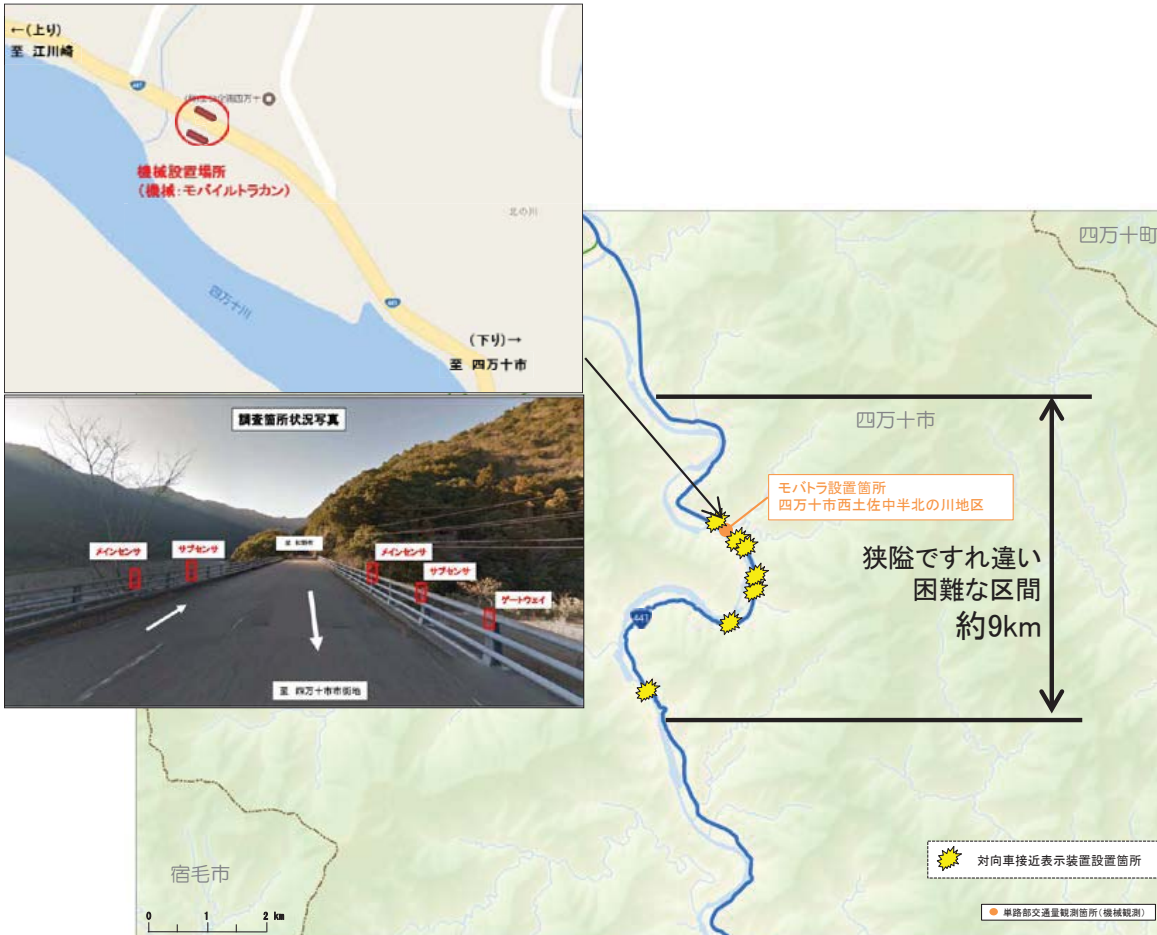 ←(上り)
至 江川崎
機械設置場所
(機械:モバイルトラカン)
北の川
四万十川
441
(下り)→
至 四万十市
調査箇所状況写真
メインセンサ
サブセンサ
メインセンサ
サブセンサ
ゲートウェイ
至 四万十市市街地
四万十町
四万十市
モバトラ設置箇所
四万十市西土佐中半北の川地区
狭隘ですれ違い
困難な区間
約9km
441
宿毛市
0 1 2 km
対向車接近表示装置設置箇所
単路部交通量観測箇所(機械観測)